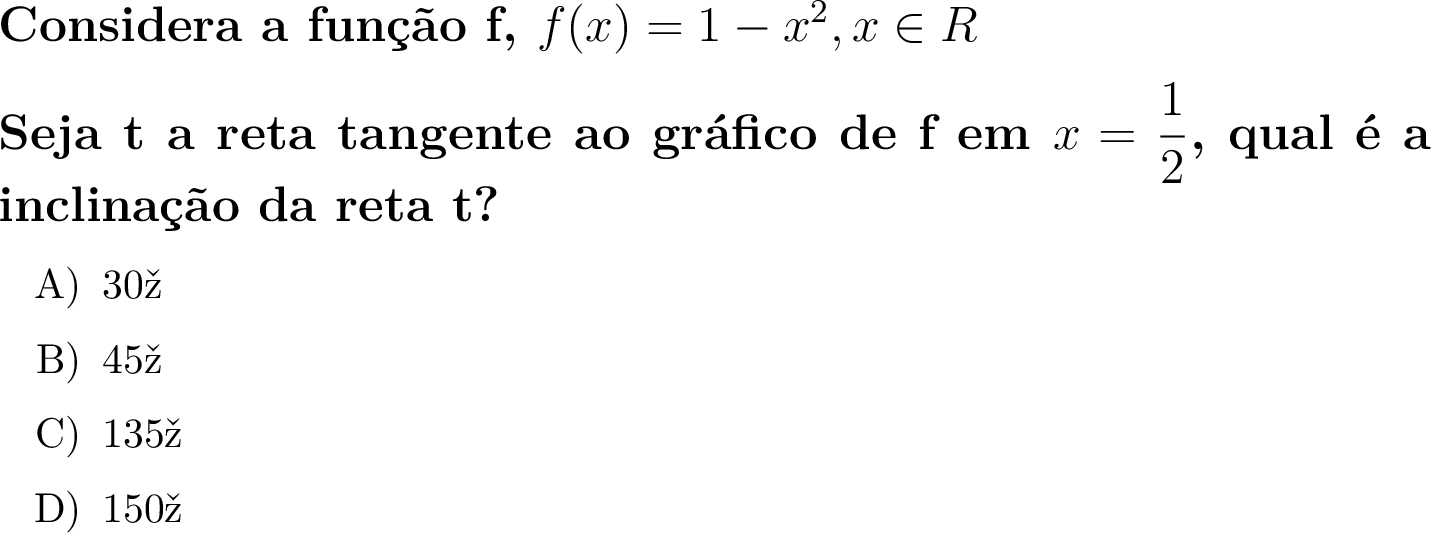 Considera a função f, f(x) = 1 − x², x ∈ R
Seja t a reta tangente ao gráfico de f em x = 1/2, qual é a
inclinação da reta t?
A) 30ž
B) 45ž
C) 135ž
D) 150ž